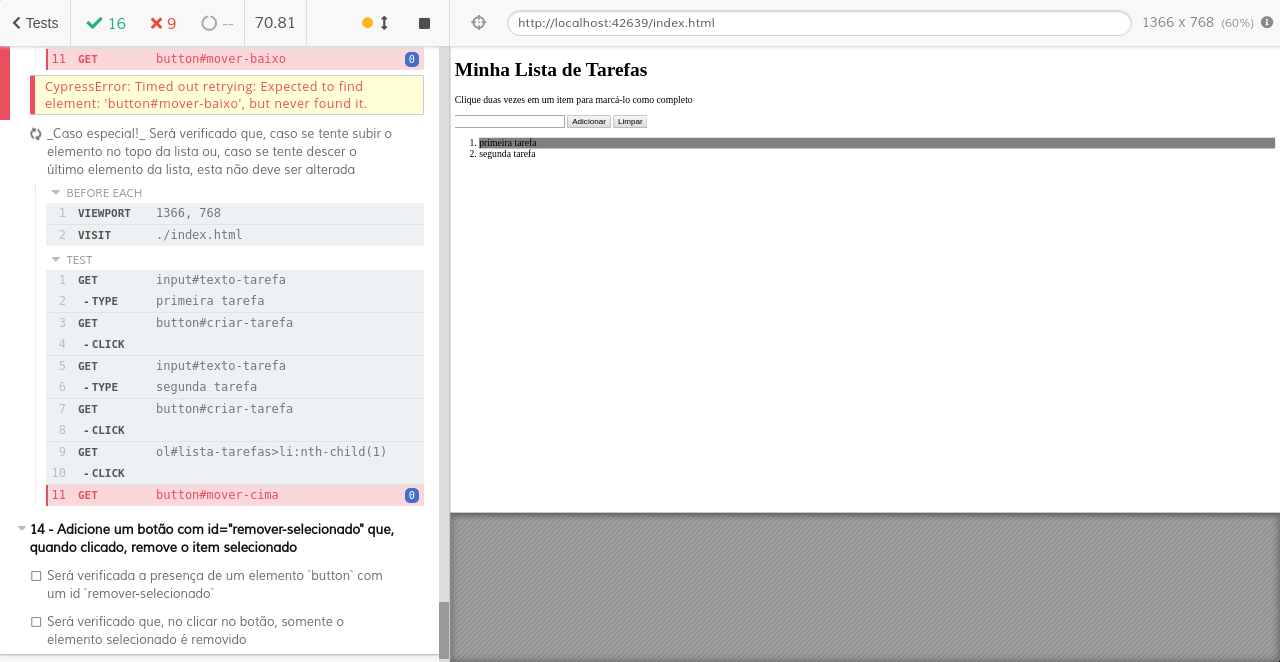 Tests
16
9
--
70.81
11 GET button#mover-baixo 0
CypressError: Timed out retrying: Expected to find
element: 'button#mover-baixo', but never found it.
_Caso especial!_ Será verificado que, caso se tente subir o
elemento no topo da lista ou, caso se tente descer o
último elemento da lista, esta não deve ser alterada
BEFORE EACH
1 VIEWPORT 1366, 768
2 VISIT ./index.html
TEST
1 GET input#texto-tarefa
2 -TYPE primeira tarefa
3 GET button#criar-tarefa
4 -CLICK
5 GET input#texto-tarefa
6 -TYPE segunda tarefa
7 GET button#criar-tarefa
8 -CLICK
9 GET ol#lista-tarefas>li:nth-child(1)
10 -CLICK
11 GET button#mover-cima 0
14 - Adicione um botão com id="remover-selecionado" que,
quando clicado, remove o item selecionado
Será verificada a presença de um elemento `button` com
um id `remover-selecionado`
Será verificado que, no clicar no botão, somente o
elemento selecionado é removido
http://localhost:42639/index.html
1366 x 768 (60%)
Minha Lista de Tarefas
Clique duas vezes em um item para marcá-lo como completo
Adicionar Limpar
1. primeira tarefa
2. segunda tarefa